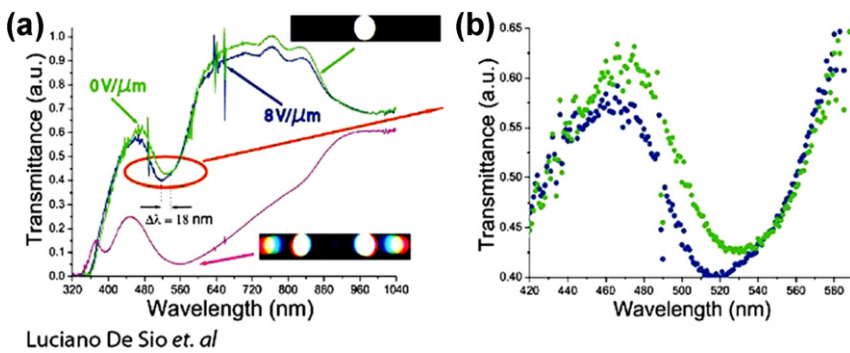 (a)
Transmittance (a.u.)
1.0
0.9
0.8
0.7
0.6
0.5
0.4
0.3
0.2
0.1
0.0
0V/μm
8V/μm
Δλ = 18 nm
320 400 480 560 640 720 800 880 960 1040
Wavelength (nm)
Luciano De Sio et. al
(b)
Transmittance (a.u.)
0.65
0.60
0.55
0.50
0.45
0.40
420 440 460 480 500 520 540 560 580
Wavelength (nm)